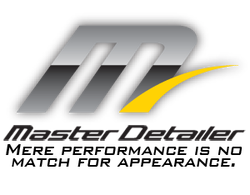 M
Master Detailer
Mere performance is no
match for appearance.